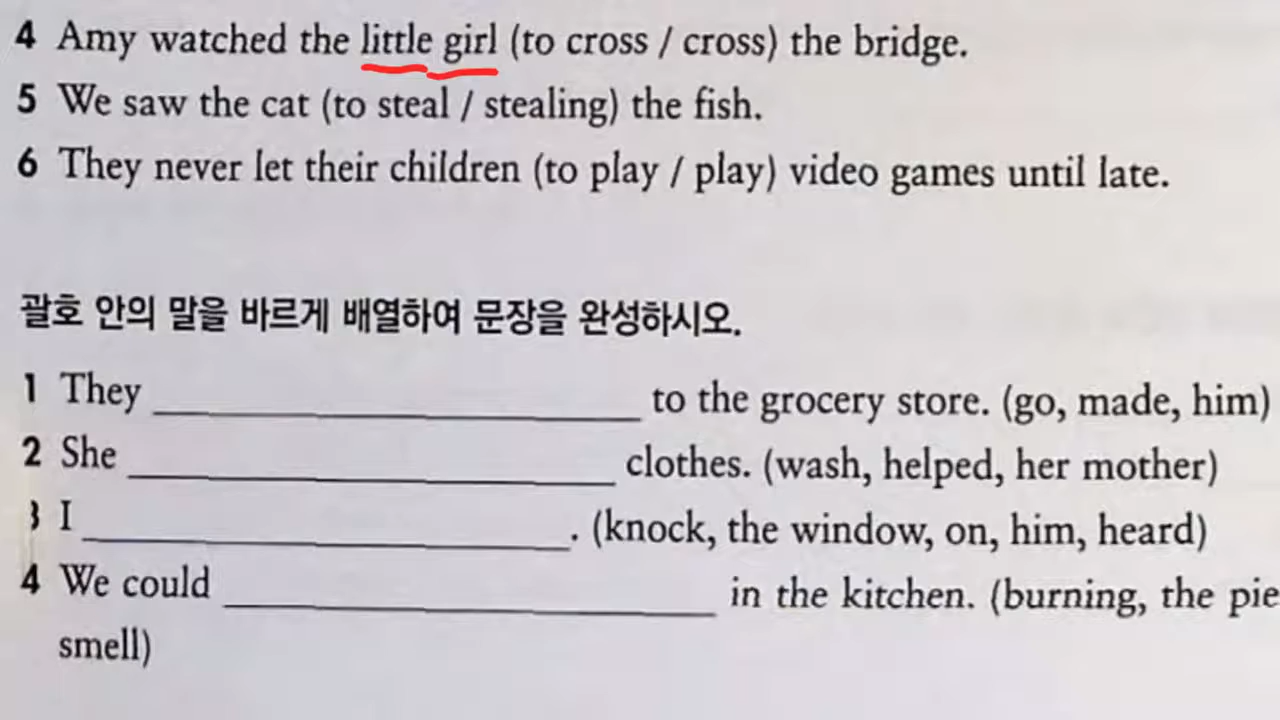 4 Amy watched the little girl (to cross / cross) the bridge.
5 We saw the cat (to steal / stealing) the fish.
6 They never let their children (to play / play) video games until late.
괄호 안의 말을 바르게 배열하여 문장을 완성하시오.
1 They ____________ to the grocery store. (go, made, him)
2 She ____________ clothes. (wash, helped, her mother)
3 I ____________. (knock, the window, on, him, heard)
4 We could ____________ in the kitchen. (burning, the pie
smell)